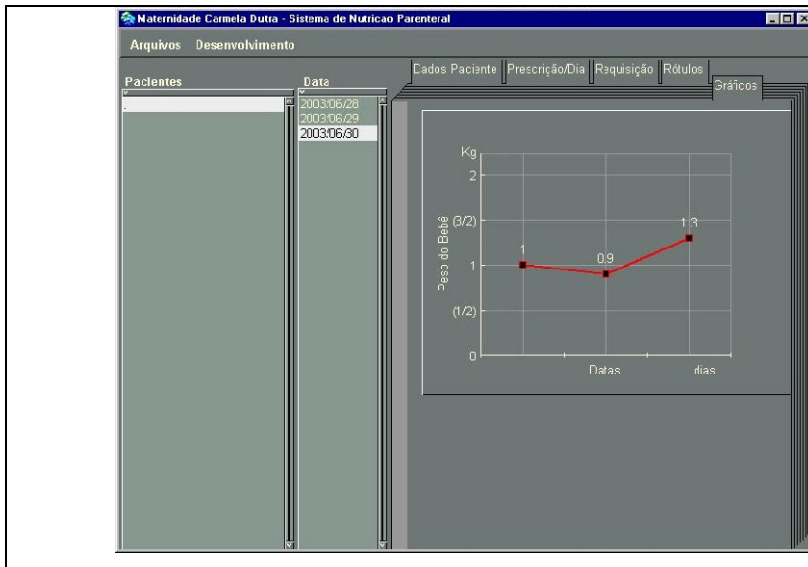 Maternidade Carmela Dutra - Sistema de Nutricao Parenteral
Arquivos Desenvolvimento
Pacientes
Data
Dados Paciente Prescrição/Dia Requisição Rótulos
Gráficos
2003/06/28
2003/06/29
2003/06/30
Kg
2
(3/2)
1
(1/2)
0
Peso do Bebê
1
0.9
1.3
Datas
dias